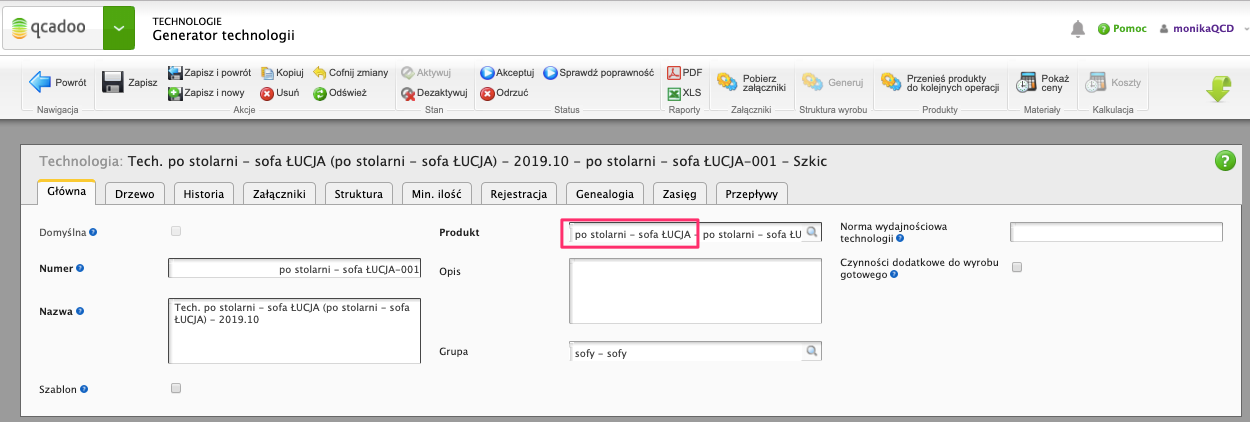 qcadoo
TECHNOLOGIE
Generator technologii
Pomoc
monikaQCD
Powrót
Nawigacja
Zapisz
Zapisz i powrót
Kopiuj
Cofnij zmiany
Zapisz i nowy
Usuń
Odśwież
Akcje
Aktywuj
Dezaktywuj
Stan
Akceptuj
Sprawdź poprawność
Odrzuć
Status
PDF
XLS
Raporty
Pobierz
załączniki
Załączniki
Generuj
Struktura wyrobu
Przenieś produkty
do kolejnych operacji
Produkty
Pokaż
ceny
Materiały
Koszty
Kalkulacja
Technologia: Tech. po stolarni - sofa ŁUCJA (po stolarni - sofa ŁUCJA) - 2019.10 - po stolarni - sofa ŁUCJA-001 - Szkic
Główna
Drzewo
Historia
Załączniki
Struktura
Min. ilość
Rejestracja
Genealogia
Zasięg
Przepływy
Domyślna
Numer
po stolarni - sofa ŁUCJA-001
Nazwa
Tech. po stolarni - sofa ŁUCJA (po stolarni - sofa
ŁUCJA) - 2019.10
Szablon
Produkt
po stolarni - sofa ŁUCJA - po stolarni - sofa ŁU
Opis
Grupa
sofy - sofy
Norma wydajnościowa
technologii
Czynności dodatkowe do wyrobu
gotowego